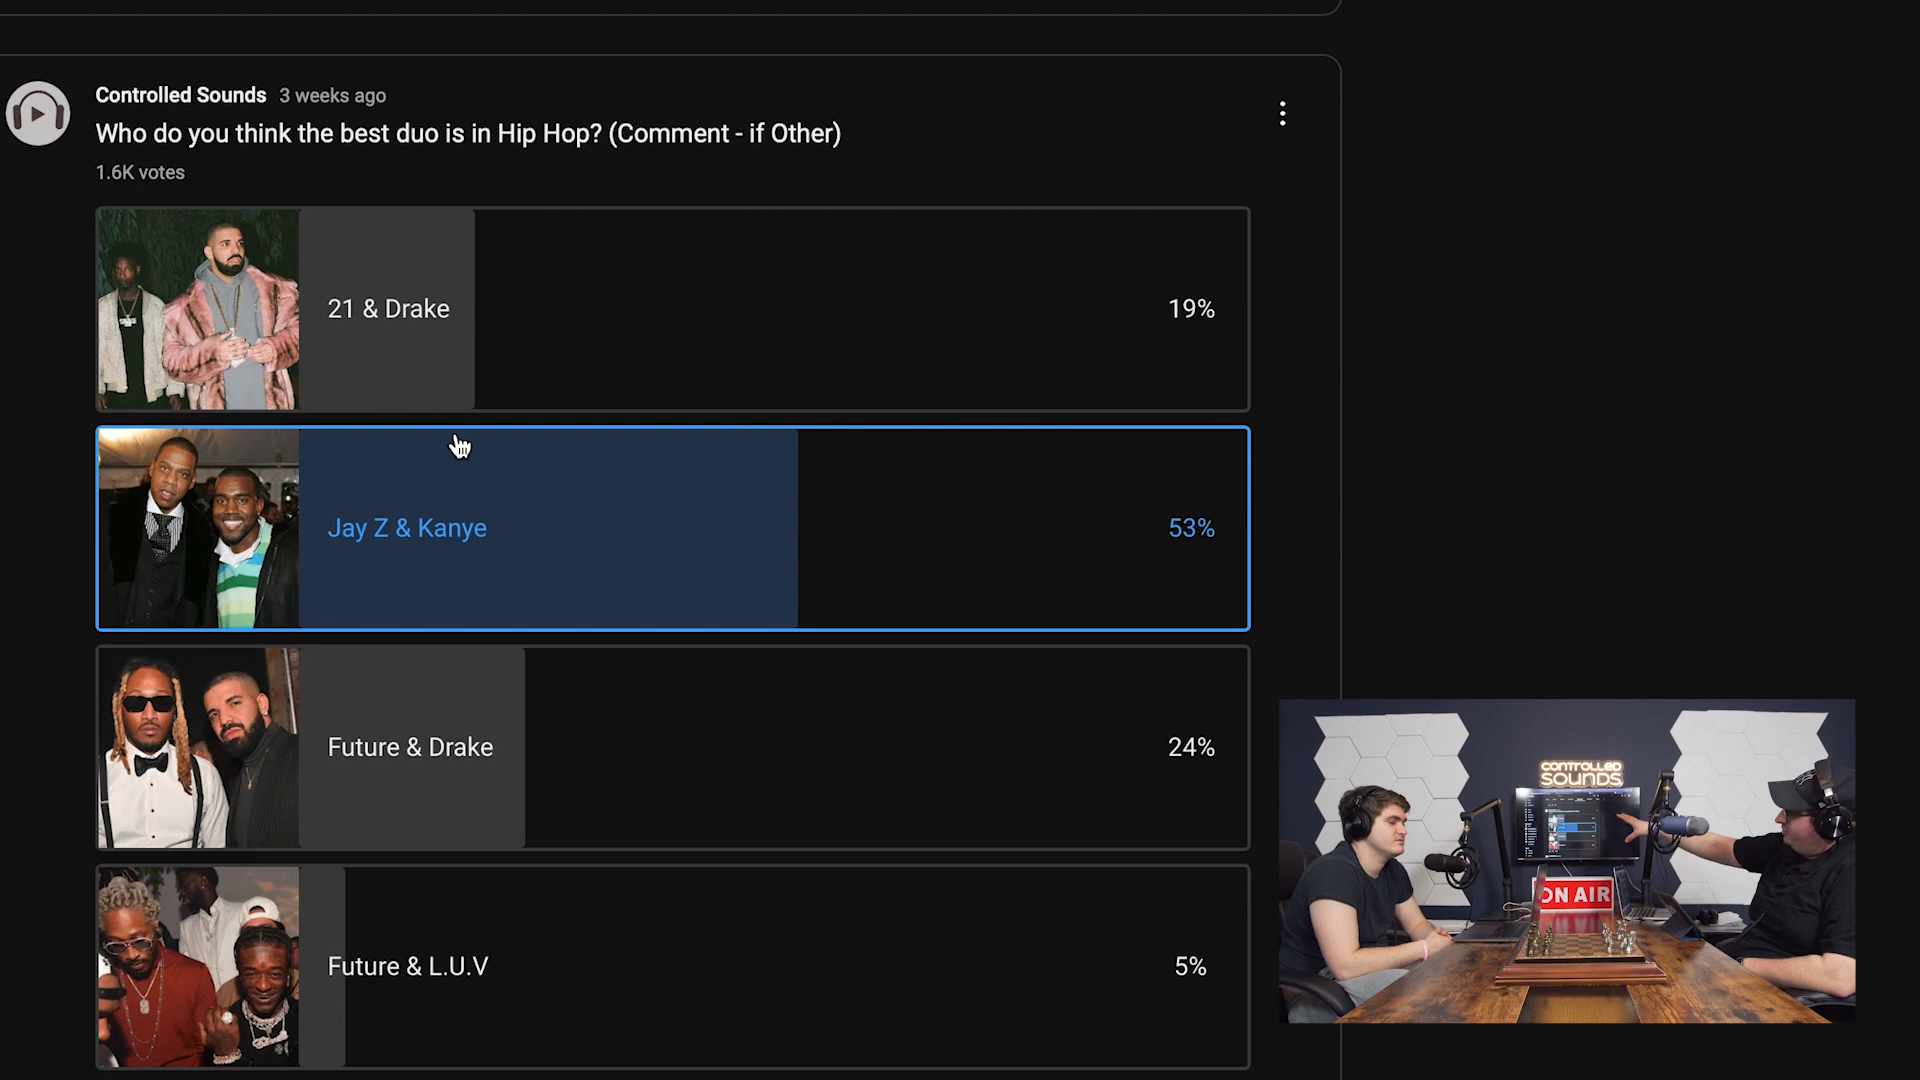 Controlled Sounds 3 weeks ago
Who do you think the best duo is in Hip Hop? (Comment - if Other)
1.6K votes
21 & Drake 19%
Jay Z & Kanye 53%
Future & Drake 24%
Future & L.U.V 5%
CONTROLLED
SOUNDS
ON AIR